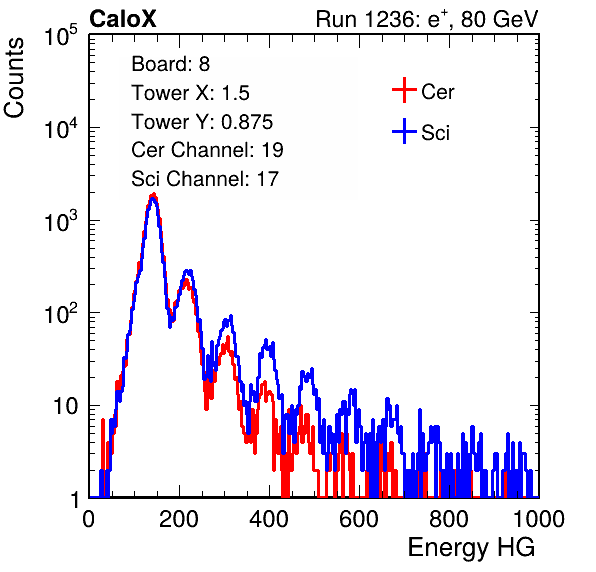 CaloX Run 1236: e+, 80 GeV
Counts
10^5
10^4
10^3
10^2
10
1
Board: 8
Tower X: 1.5
Tower Y: 0.875
Cer Channel: 19
Sci Channel: 17
Cer
Sci
0 200 400 600 800 1000
Energy HG